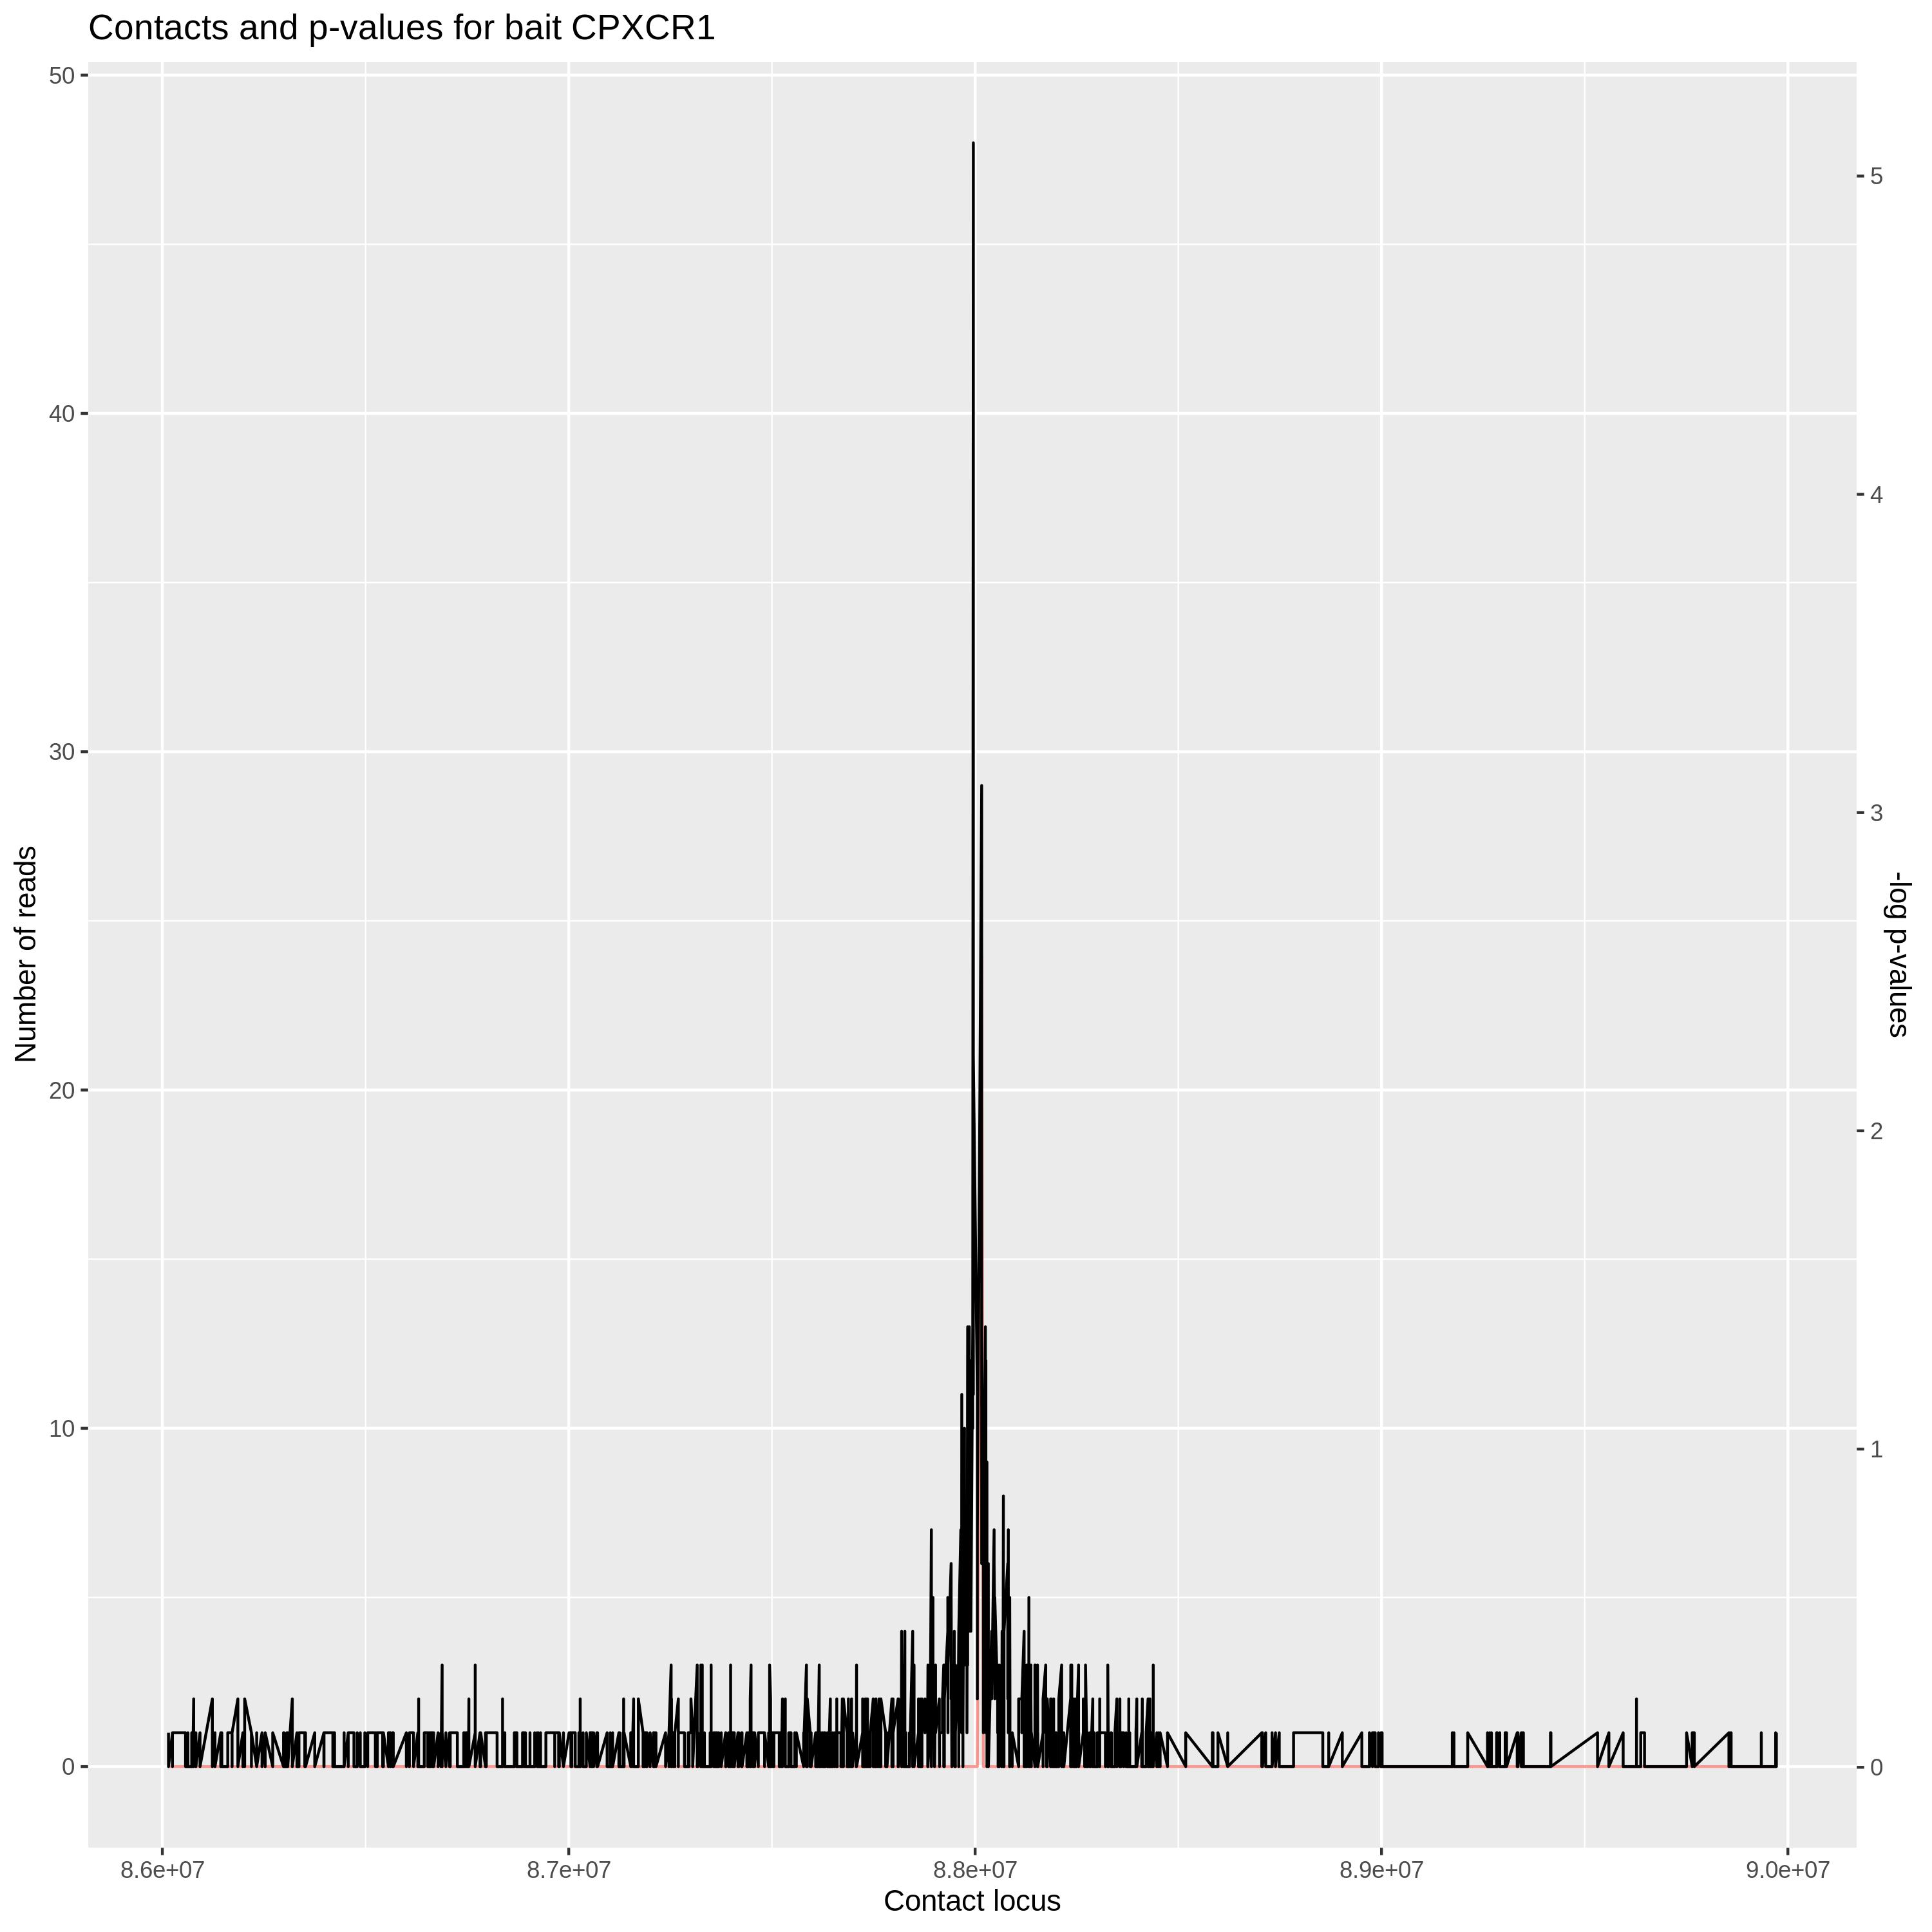 Contacts and p-values for bait CPXCR1
50
40
30
20
10
0
Number of reads
5
4
3
2
1
0
-log p-values
8.6e+07 8.7e+07 8.8e+07 8.9e+07 9.0e+07
Contact locus